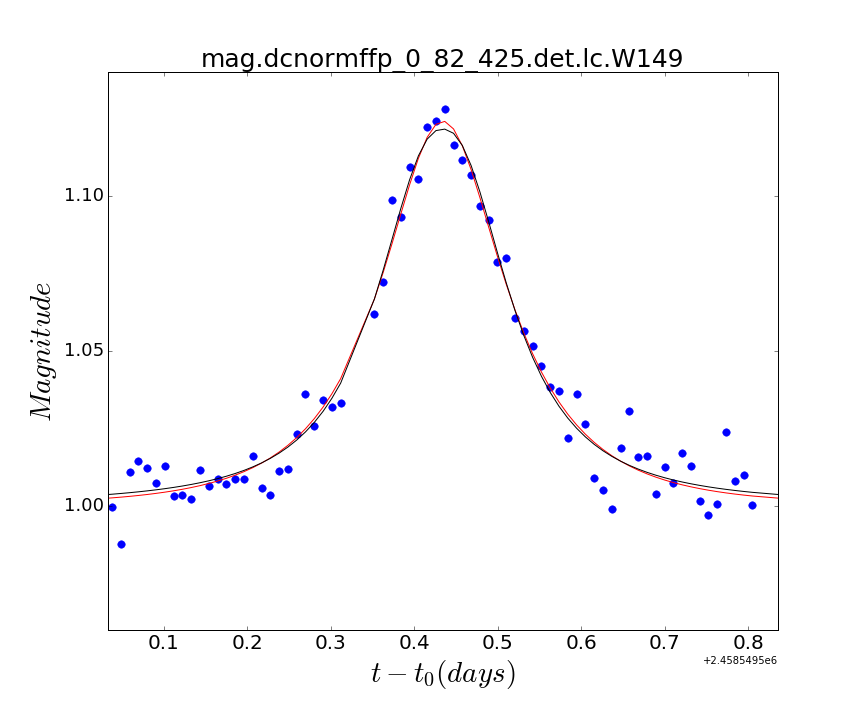 mag.dcnormffp_0_82_425.det.lc.W149
1.10
1.05
1.00
Magnitude
0.1 0.2 0.3 0.4 0.5 0.6 0.7 0.8
+2.4585495e6
t − t₀(days)